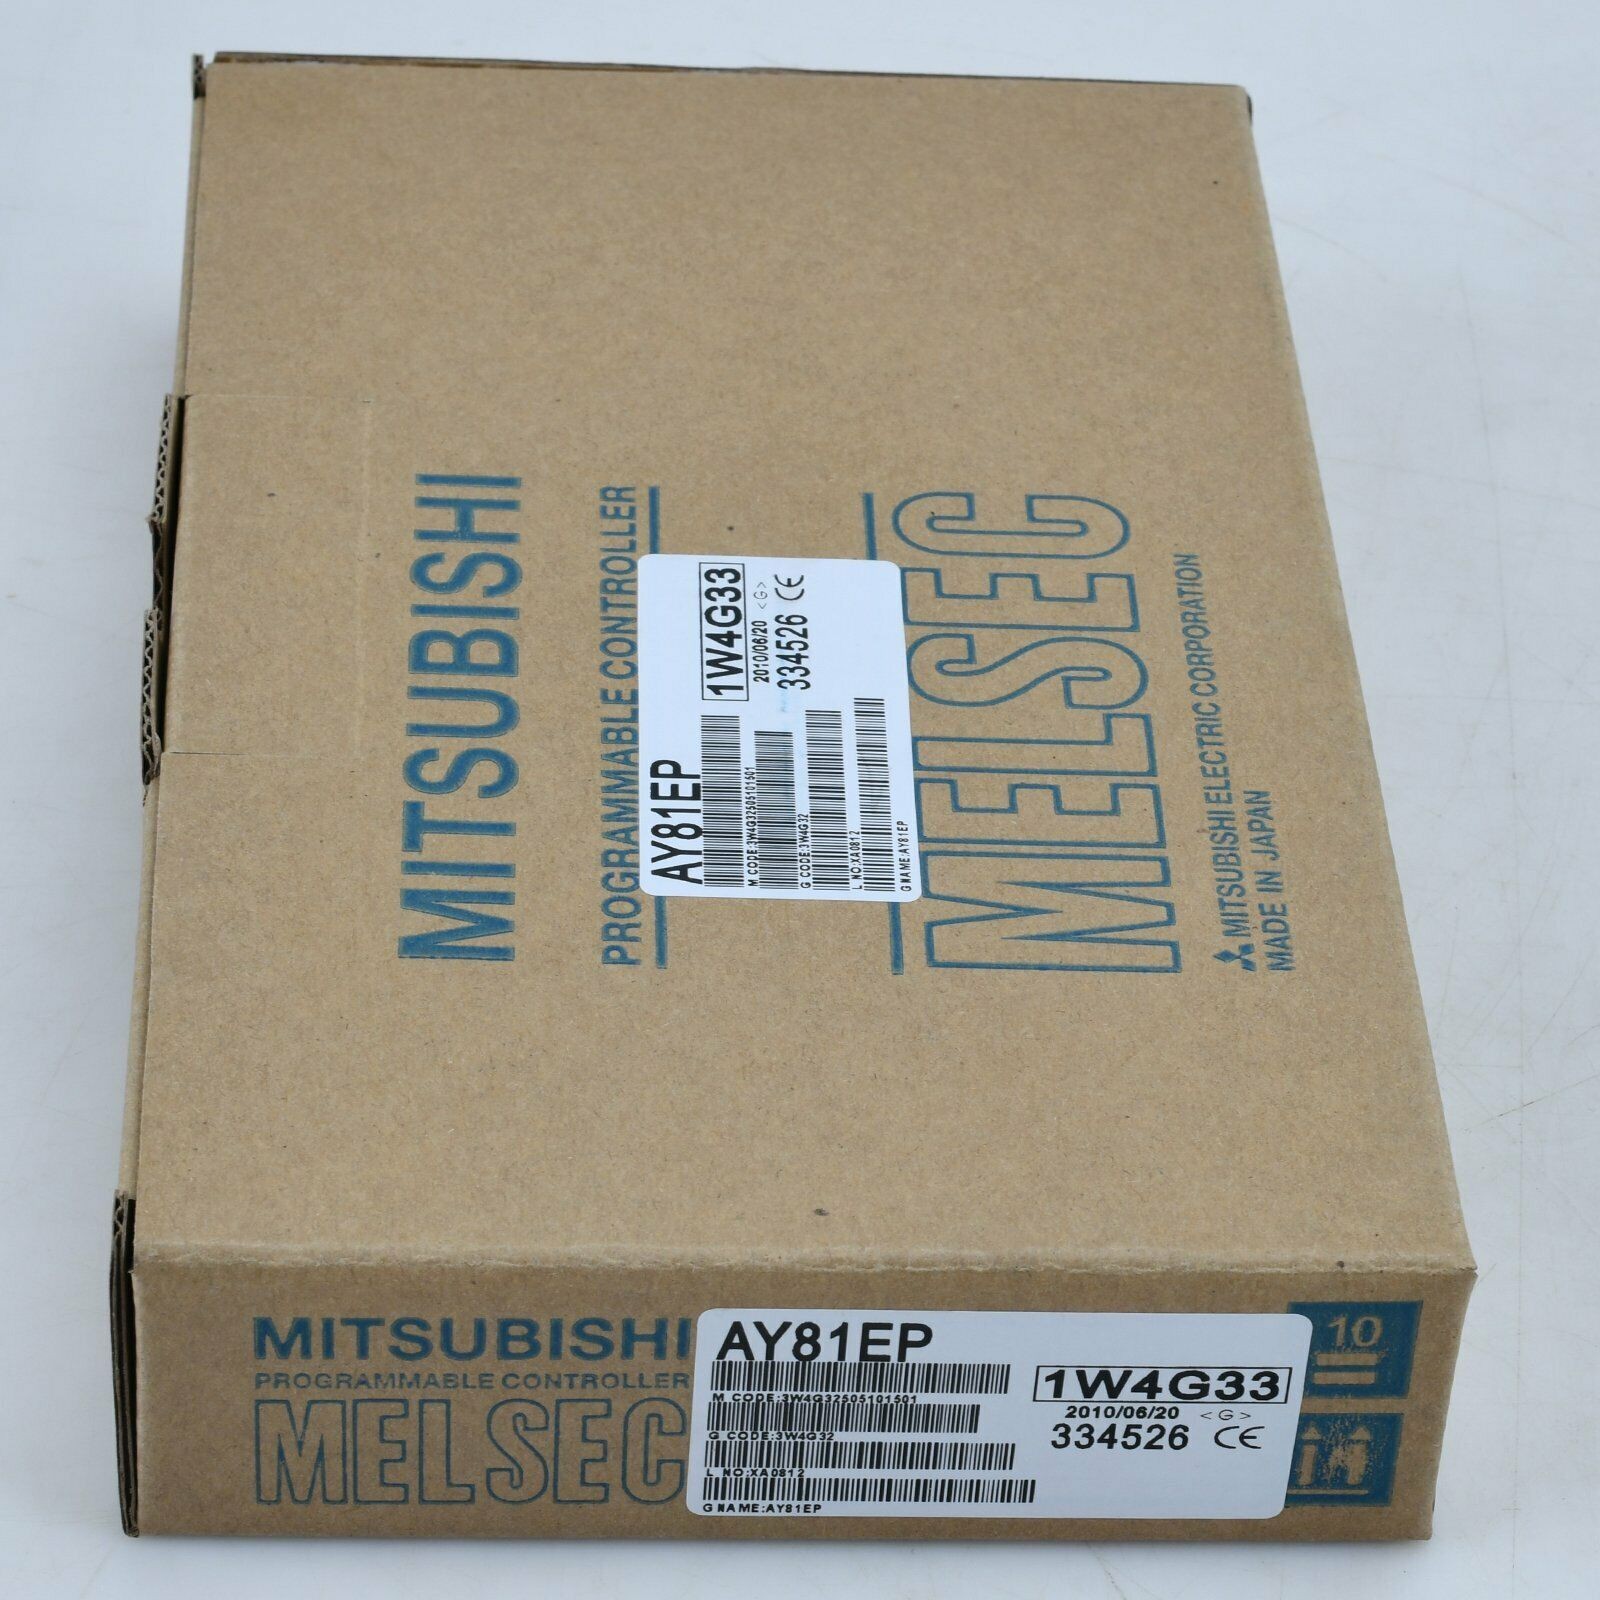 MITSUBISHI
PROGRAMMABLE CONTROLLER
MELSEC
MITSUBISHI ELECTRIC CORPORATION
MADE IN JAPAN
AY81EP
1W4G33
M CODE:3W4G32505101501
2010/06/20 <G>
334526 CE
G CODE:3W4G32
L NO:XA0812
G NAME:AY81EP
MITSUBISHI
PROGRAMMABLE CONTROLLER
MELSEC
AY81EP
1W4G33
M CODE:3W4G32505101501
2010/06/20 <G>
334526 CE
G CODE:3W4G32
L NO:XA0812
G NAME:AY81EP
10